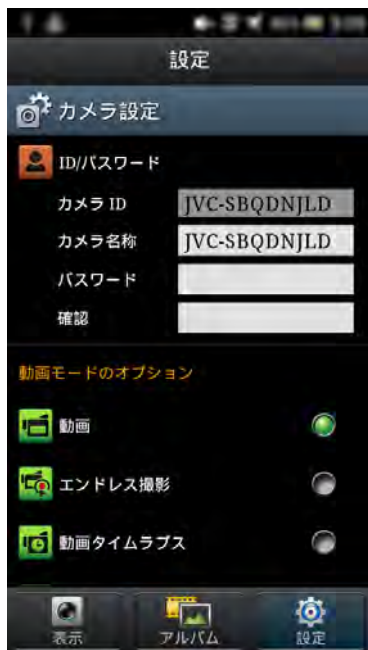 設定
カメラ設定
ID/パスワード
カメラ ID JVC-SBQDNJLD
カメラ名称 JVC-SBQDNJLD
パスワード
確認
動画モードのオプション
動画
エンドレス撮影
動画タイムラプス
表示 アルバム 設定